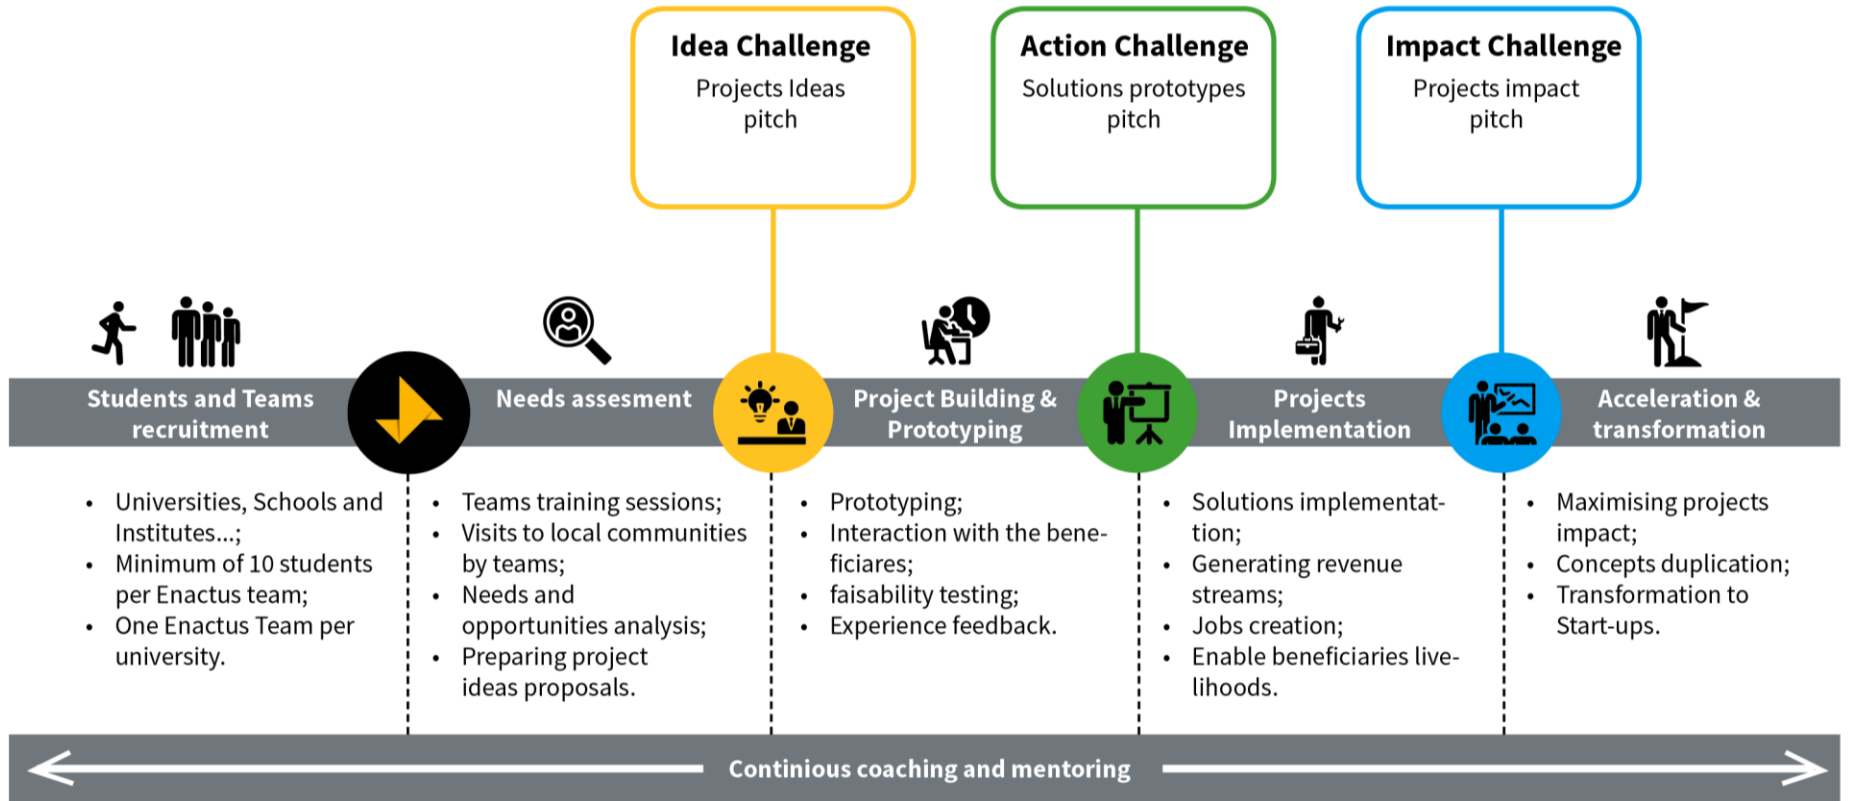 Idea Challenge
Projects Ideas
pitch
Action Challenge
Solutions prototypes
pitch
Impact Challenge
Projects impact
pitch
Students and Teams
recruitment
Needs assesment
Project Building &
Prototyping
Projects
Implementation
Acceleration &
transformation
• Universities, Schools and
Institutes...;
• Minimum of 10 students
per Enactus team;
• One Enactus Team per
university.
• Teams training sessions;
• Visits to local communities
by teams;
• Needs and
opportunities analysis;
• Preparing project
ideas proposals.
• Prototyping;
• Interaction with the bene-
ficiares;
• faisability testing;
• Experience feedback.
• Solutions implementat-
tion;
• Generating revenue
streams;
• Jobs creation;
• Enable beneficiaries live-
lihoods.
• Maximising projects
impact;
• Concepts duplication;
• Transformation to
Start-ups.
Continious coaching and mentoring